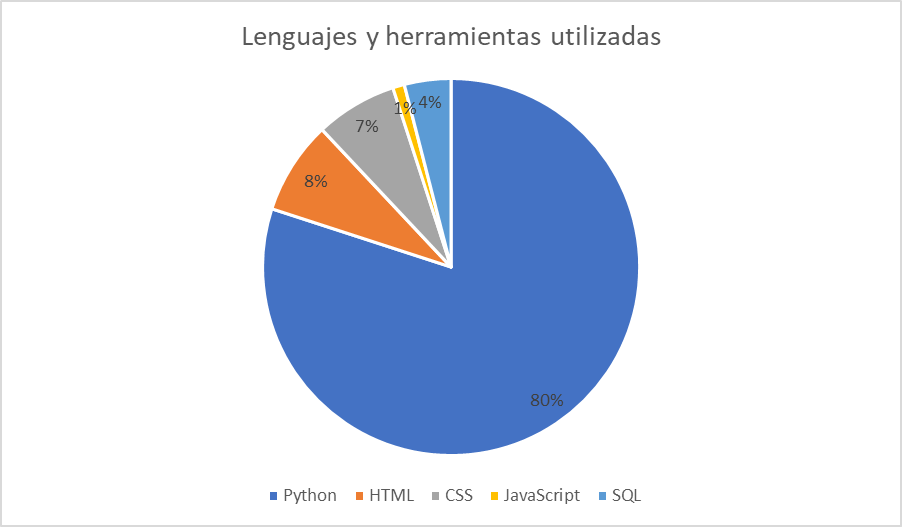 Lenguajes y herramientas utilizadas
1%
4%
7%
8%
80%
Python HTML CSS JavaScript SQL